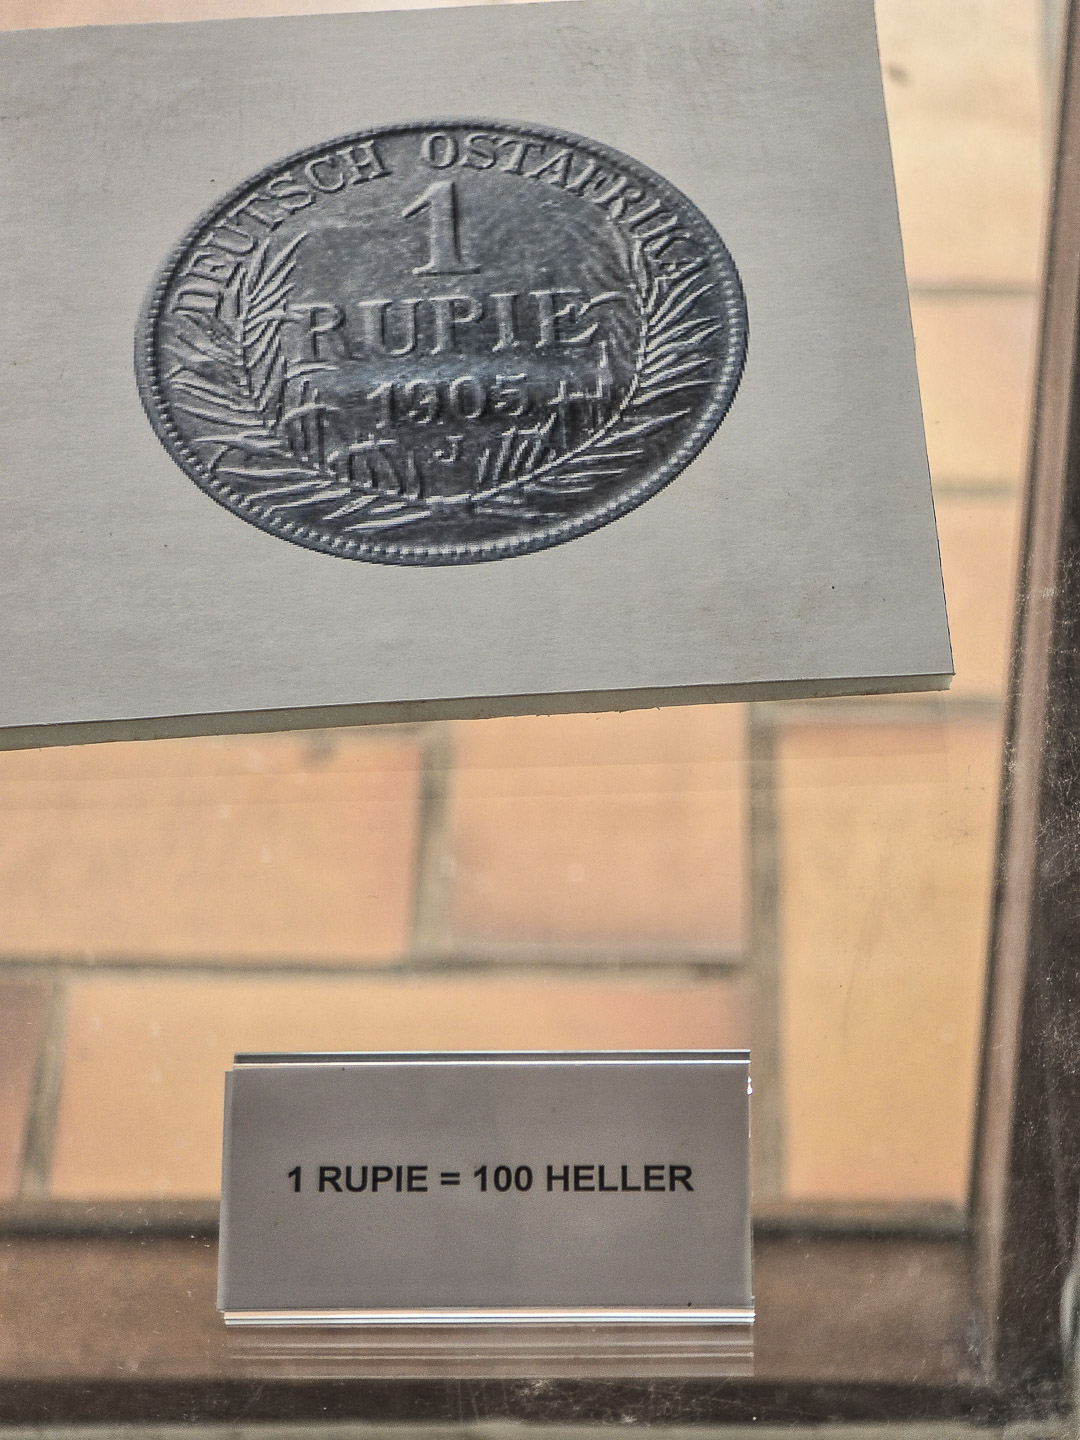 DEUTSCH OSTAFRIKA
1
RUPIE
1905
J
1 RUPIE = 100 HELLER